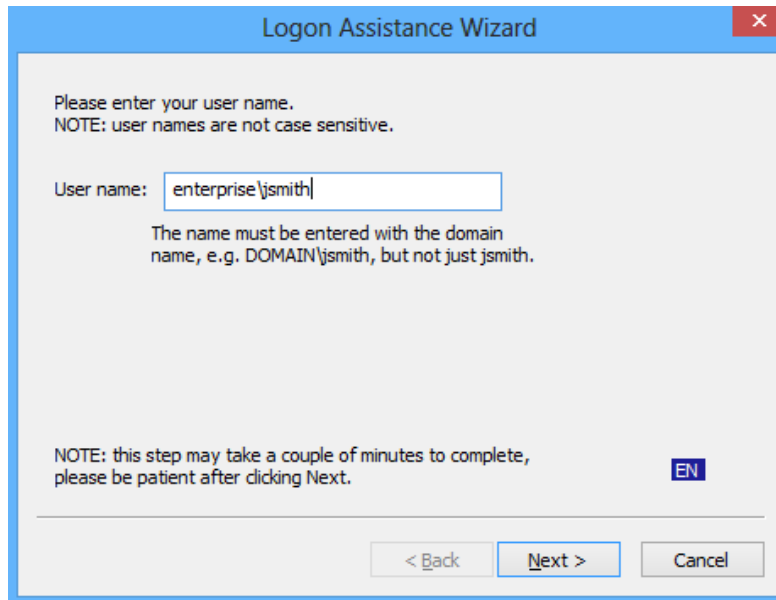 Logon Assistance Wizard
Please enter your user name.
NOTE: user names are not case sensitive.
User name: enterprise\jsmith
The name must be entered with the domain
name, e.g. DOMAIN\jsmith, but not just jsmith.
NOTE: this step may take a couple of minutes to complete,
please be patient after clicking Next.
EN
< Back Next > Cancel